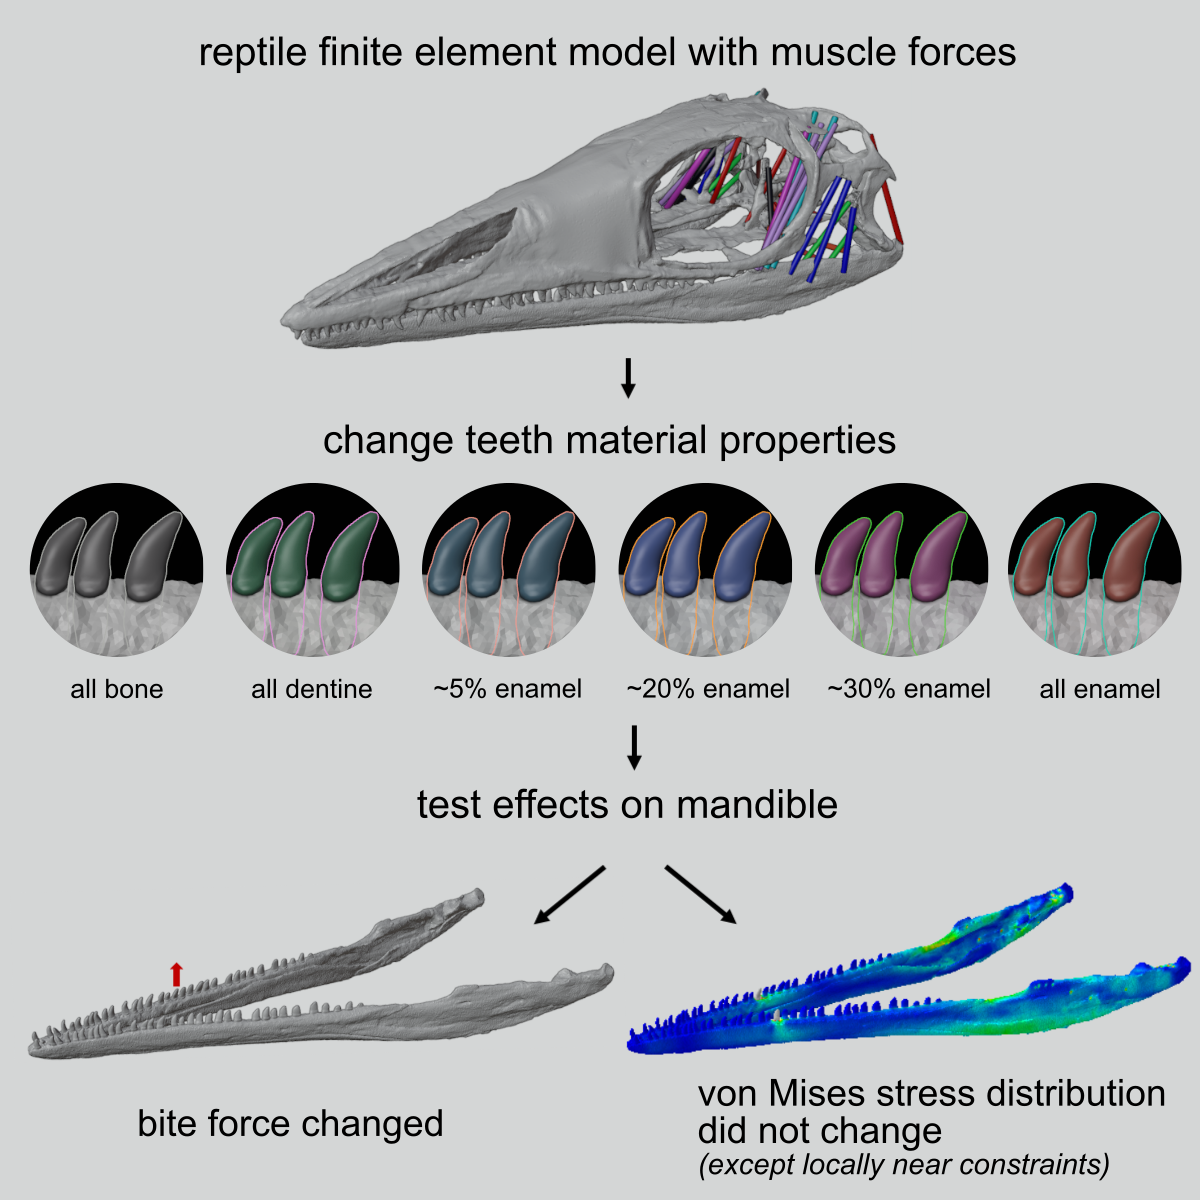 reptile finite element model with muscle forces
change teeth material properties
all bone
all dentine
~5% enamel
~20% enamel
~30% enamel
all enamel
test effects on mandible
bite force changed
von Mises stress distribution
did not change
(except locally near constraints)